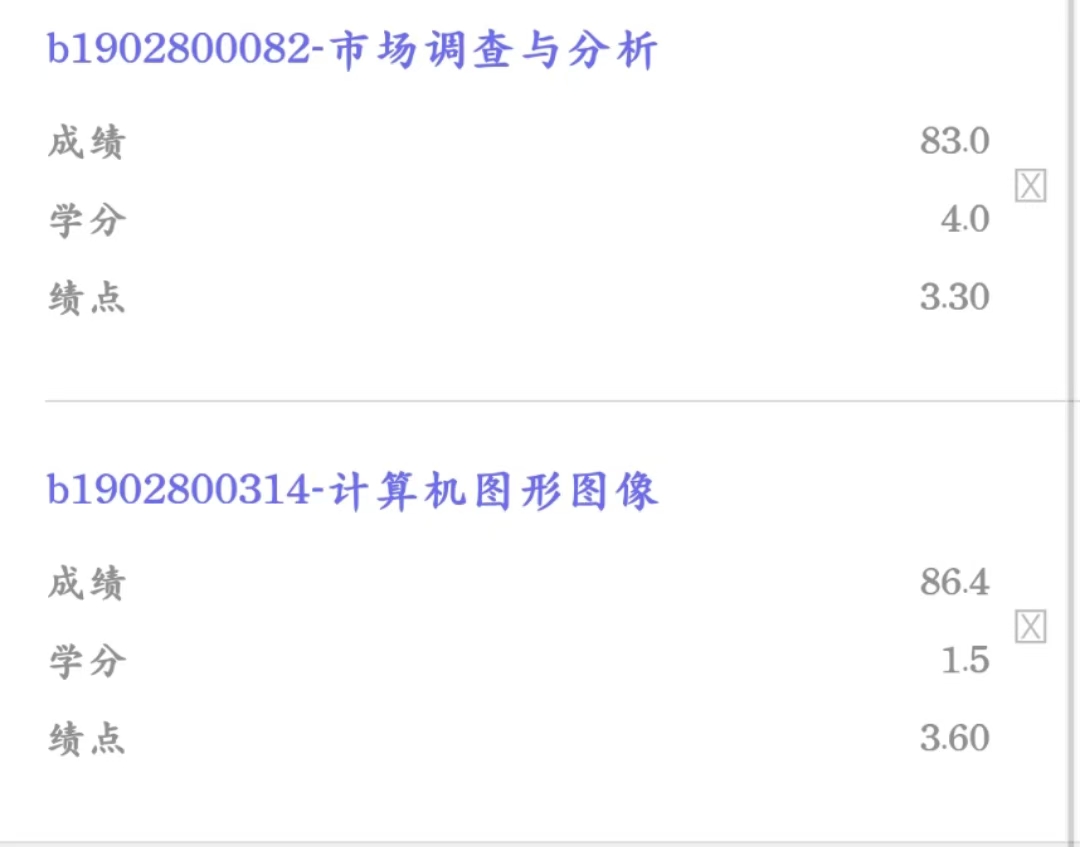 b1902800082-市场调查与分析
成绩 83.0
学分 4.0
绩点 3.30
b1902800314-计算机图形图像
成绩 86.4
学分 1.5
绩点 3.60